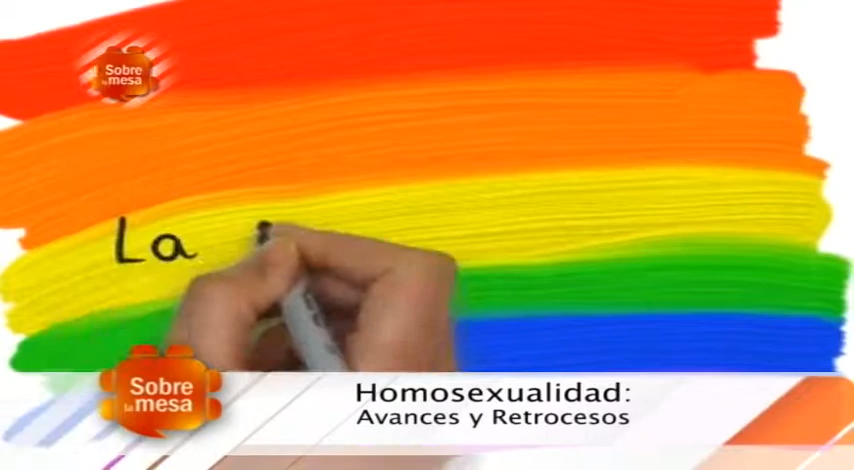 Sobre
la mesa
La
Sobre
la mesa
Homosexualidad:
Avances y Retrocesos